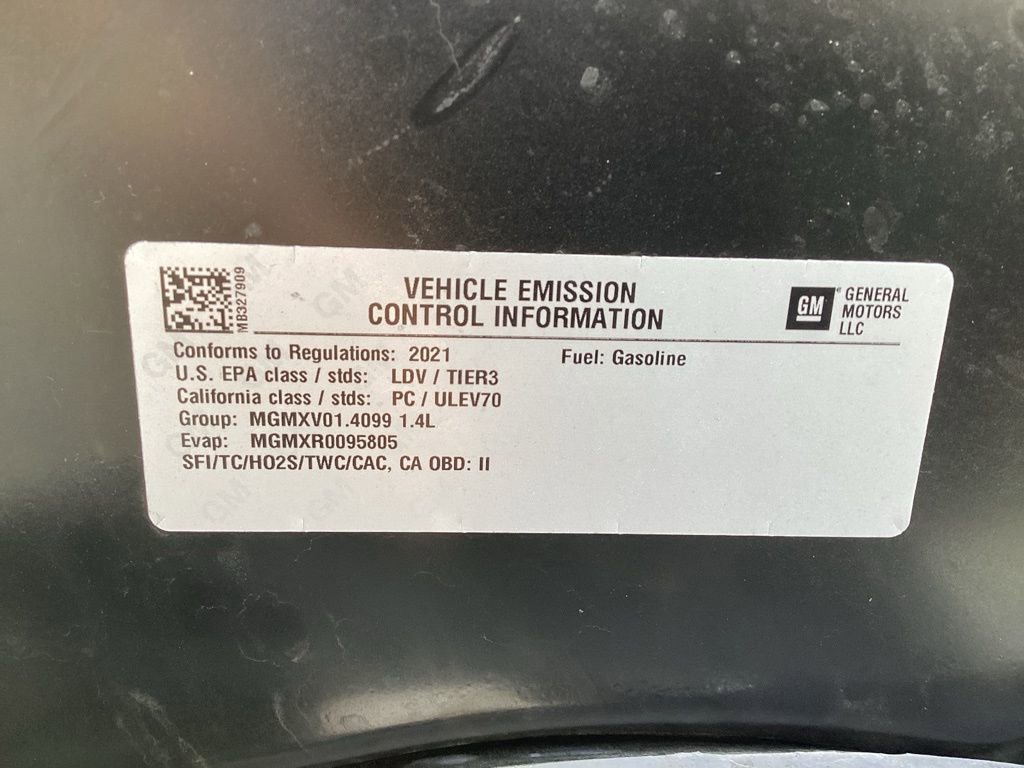 MB327909
VEHICLE EMISSION
CONTROL INFORMATION
GM
GENERAL
MOTORS
LLC
Conforms to Regulations: 2021
Fuel: Gasoline
U.S. EPA class / stds: LDV / TIER3
California class / stds: PC / ULEV70
Group: MGMXV01.4099 1.4L
Evap: MGMXR0095805
SFI/TC/HO2S/TWC/CAC, CA OBD: II